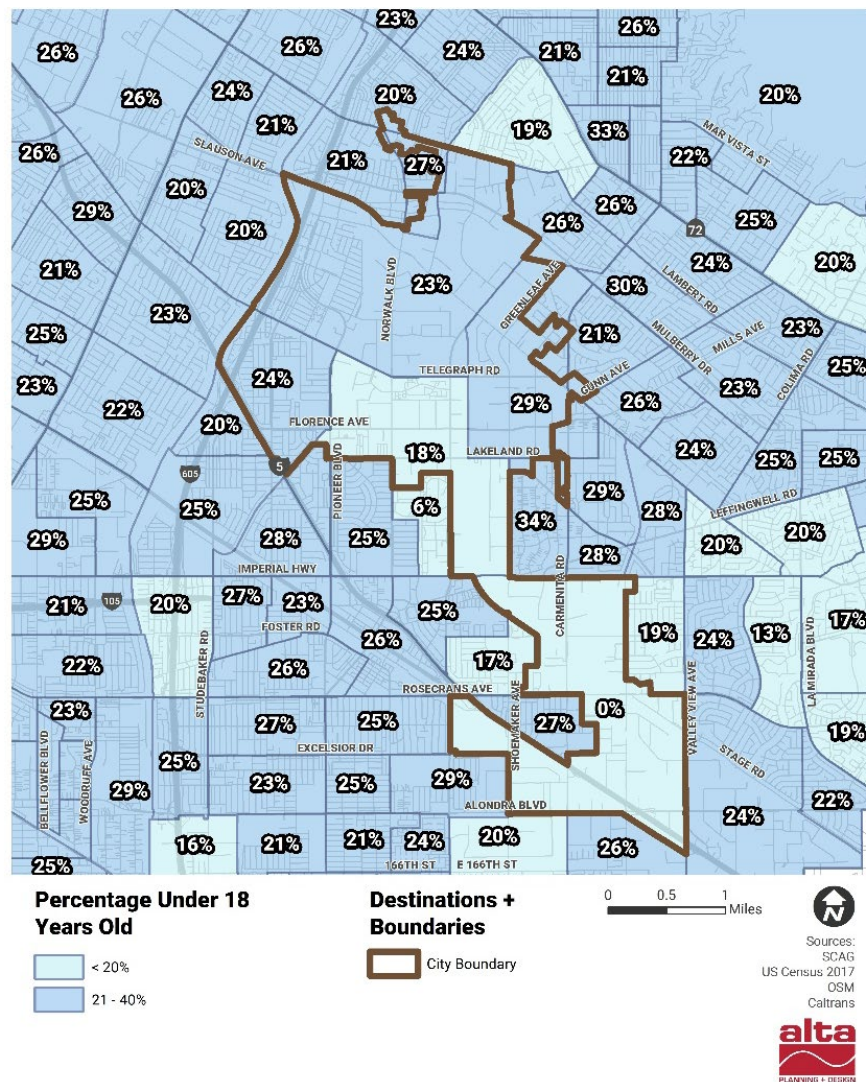 23%
26%
26%
24%
21%
26%
26%
24%
20%
21%
20%
21%
19%
33%
MAR VISTA ST
26%
SLAUSON AVE
21%
27%
22%
20%
29%
20%
26%
26%
25%
72
21%
23%
NORWALK BLVD
GREENLEAF AVE
30%
24%
LAMBERT RD
20%
25%
23%
21%
MULBERRY DR
MILLS AVE
23%
COLIMA RD
25%
23%
24%
TELEGRAPH RD
GUNN AVE
23%
22%
20%
FLORENCE AVE
29%
26%
24%
18%
LAKELAND RD
25%
25%
605
5
PIONEER BLVD
25%
25%
6%
34%
29%
28%
LEFFINGWELL RD
29%
28%
25%
28%
20%
20%
IMPERIAL HWY
CARMENITA RD
21%
105
20%
27%
23%
25%
19%
24%
13%
17%
FOSTER RD
22%
STUDEBAKER RD
26%
26%
17%
LA MIRADA BLVD
ROSECRANS AVE
23%
27%
25%
SHOEMAKER AVE
27%
0%
VALLEY VIEW AVE
19%
EXCELSIOR DR
STAGE RD
BELLFLOWER BLVD
WOODRUFF AVE
29%
25%
23%
25%
29%
22%
ALONDRA BLVD
24%
16%
21%
21%
24%
20%
26%
25%
166TH ST
E 166TH ST
Percentage Under 18
Years Old
< 20%
21 - 40%
Destinations +
Boundaries
City Boundary
0 0.5 1
Miles
N
Sources:
SCAG
US Census 2017
OSM
Caltrans
alta
PLANNING + DESIGN